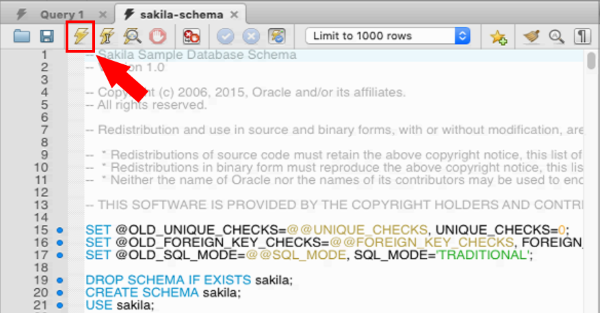 Query 1 sakila-schema
Limit to 1000 rows
1 -- Sakila Sample Database Schema
2 -- on 1.0
3
4 -- Copyright (c) 2006, 2015, Oracle and/or its affiliates.
5 -- All rights reserved.
6
7 -- Redistribution and use in source and binary forms, with or without modification, are
8
9 -- * Redistributions of source code must retain the above copyright notice, this list of
10 -- * Redistributions in binary form must reproduce the above copyright notice, this list
11 -- * Neither the name of Oracle nor the names of its contributors may be used to end
12
13 -- THIS SOFTWARE IS PROVIDED BY THE COPYRIGHT HOLDERS AND CONTRI
14
15 SET @OLD_UNIQUE_CHECKS=@@UNIQUE_CHECKS, UNIQUE_CHECKS=0;
16 SET @OLD_FOREIGN_KEY_CHECKS=@@FOREIGN_KEY_CHECKS, FOREIGN_
17 SET @OLD_SQL_MODE=@@SQL_MODE, SQL_MODE='TRADITIONAL';
18
19 DROP SCHEMA IF EXISTS sakila;
20 CREATE SCHEMA sakila;
21 USE sakila;